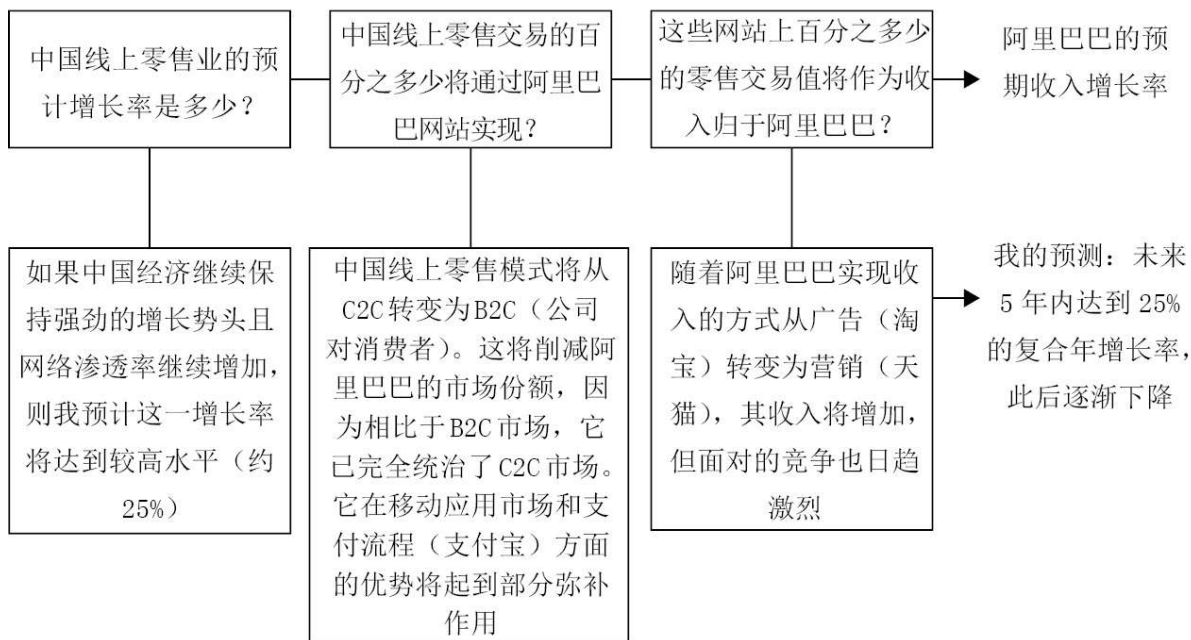 中国线上零售业的预
计增长率是多少？
中国线上零售交易的百
分之多少将通过阿里巴
巴网站实现？
这些网站上百分之多少
的零售交易值将作为收
入归于阿里巴巴？
阿里巴巴的预
期收入增长率
如果中国经济继续保
持强劲的增长势头且
网络渗透率继续增加，
则我预计这一增长率
将达到较高水平（约
25%）
中国线上零售模式将从
C2C转变为B2C（公司
对消费者）。这将削减阿
里巴巴的市场份额，因
为相比于B2C市场，它
已完全统治了C2C市场。
它在移动应用市场和支
付流程（支付宝）方面
的优势将起到部分弥补
作用
随着阿里巴巴实现收
入的方式从广告（淘
宝）转变为营销（天
猫），其收入将增加，
但面对的竞争也日趋
激烈
我的预测：未来
5年内达到25%
的复合年增长率，
此后逐渐下降